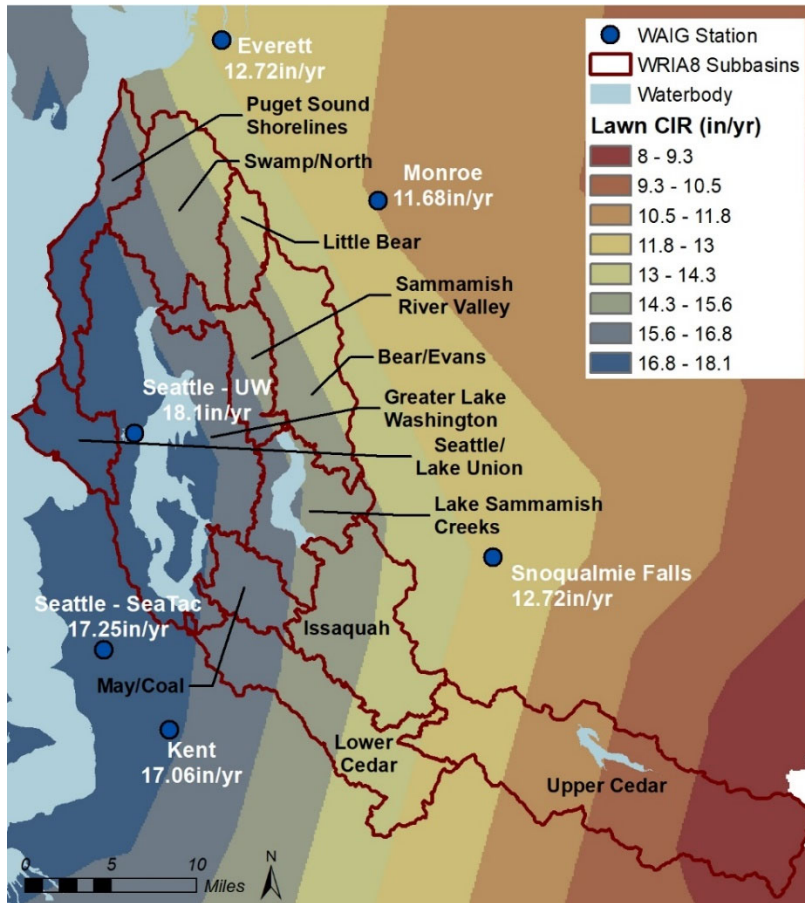 Everett
12.72in/yr
Puget Sound
Shorelines
Swamp/North
Monroe
11.68in/yr
Little Bear
Sammamish
River Valley
Bear/Evans
Seattle - UW
18.1in/yr
Greater Lake
Washington
Seattle/
Lake Union
Lake Sammamish
Creeks
Snoqualmie Falls
12.72in/yr
Seattle - SeaTac
17.25in/yr
Issaquah
May/Coal
Kent
17.06in/yr
Lower
Cedar
Upper Cedar
WAIG Station
WRIA8 Subbasins
Waterbody
Lawn CIR (in/yr)
8 - 9.3
9.3 - 10.5
10.5 - 11.8
11.8 - 13
13 - 14.3
14.3 - 15.6
15.6 - 16.8
16.8 - 18.1
0 5 10
Miles
N